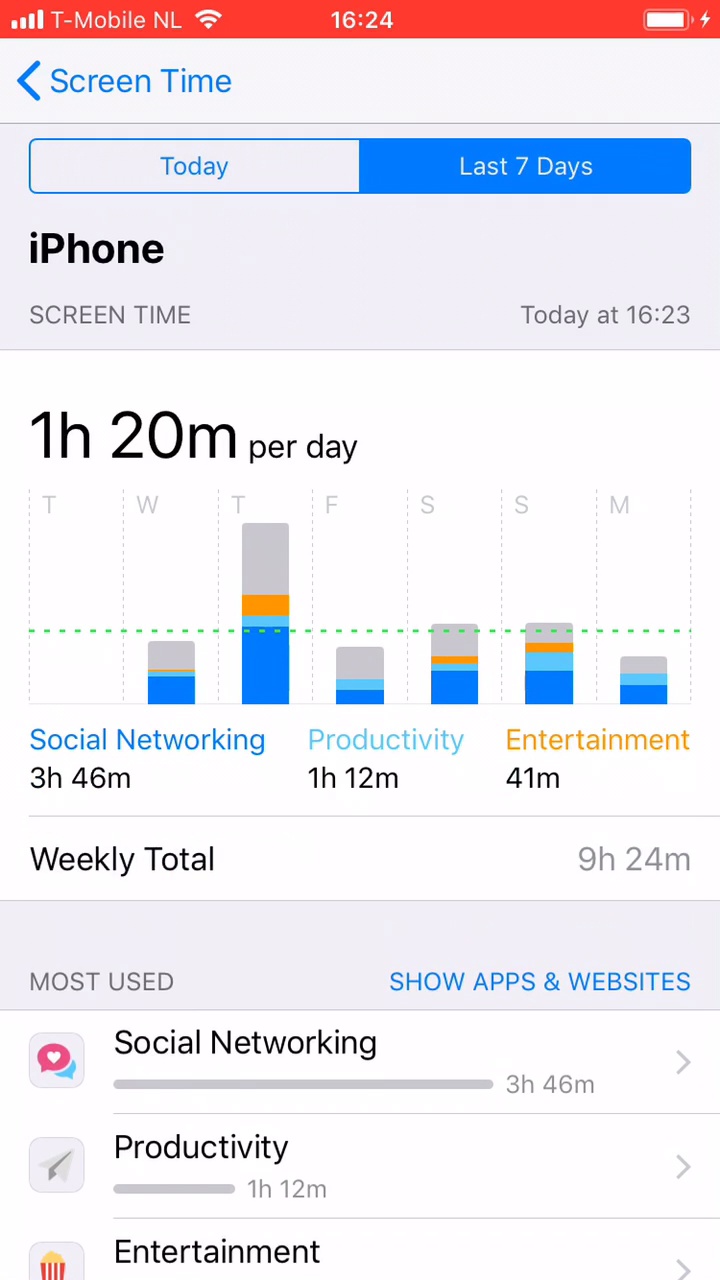 T-Mobile NL 16:24
Screen Time
Today Last 7 Days
iPhone
SCREEN TIME Today at 16:23
1h 20m per day
T W T F S S M
Social Networking Productivity Entertainment
3h 46m 1h 12m 41m
Weekly Total 9h 24m
MOST USED SHOW APPS & WEBSITES
Social Networking
3h 46m
Productivity
1h 12m
Entertainment